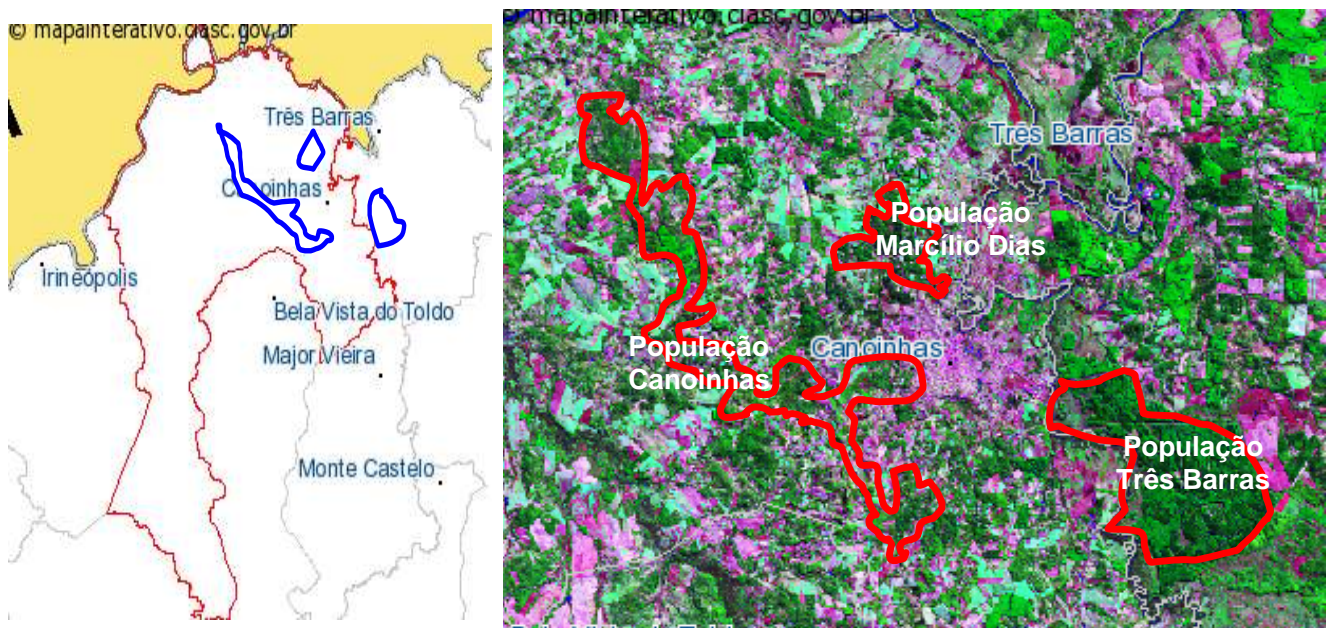 © mapainterativo.ciasc.gov.br
Três Barras
Canoinhas
Irineópolis
Bela Vista do Toldo
Major Vieira
Monte Castelo
© mapainterativo.ciasc.gov.br
Três Barras
População
Marcílio Dias
População
Canoinhas
Canoinhas
População
Três Barras